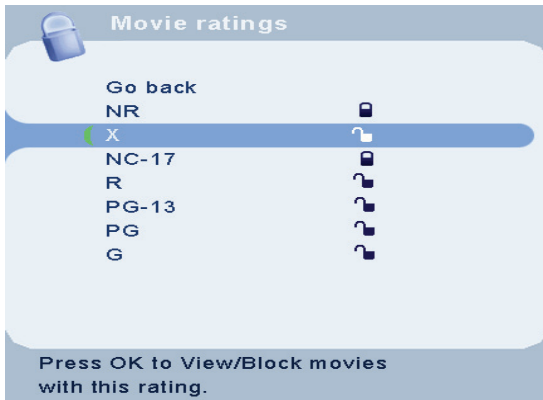 Movie ratings
Go back
NR
X
NC-17
R
PG-13
PG
G
Press OK to View/Block movies
with this rating.